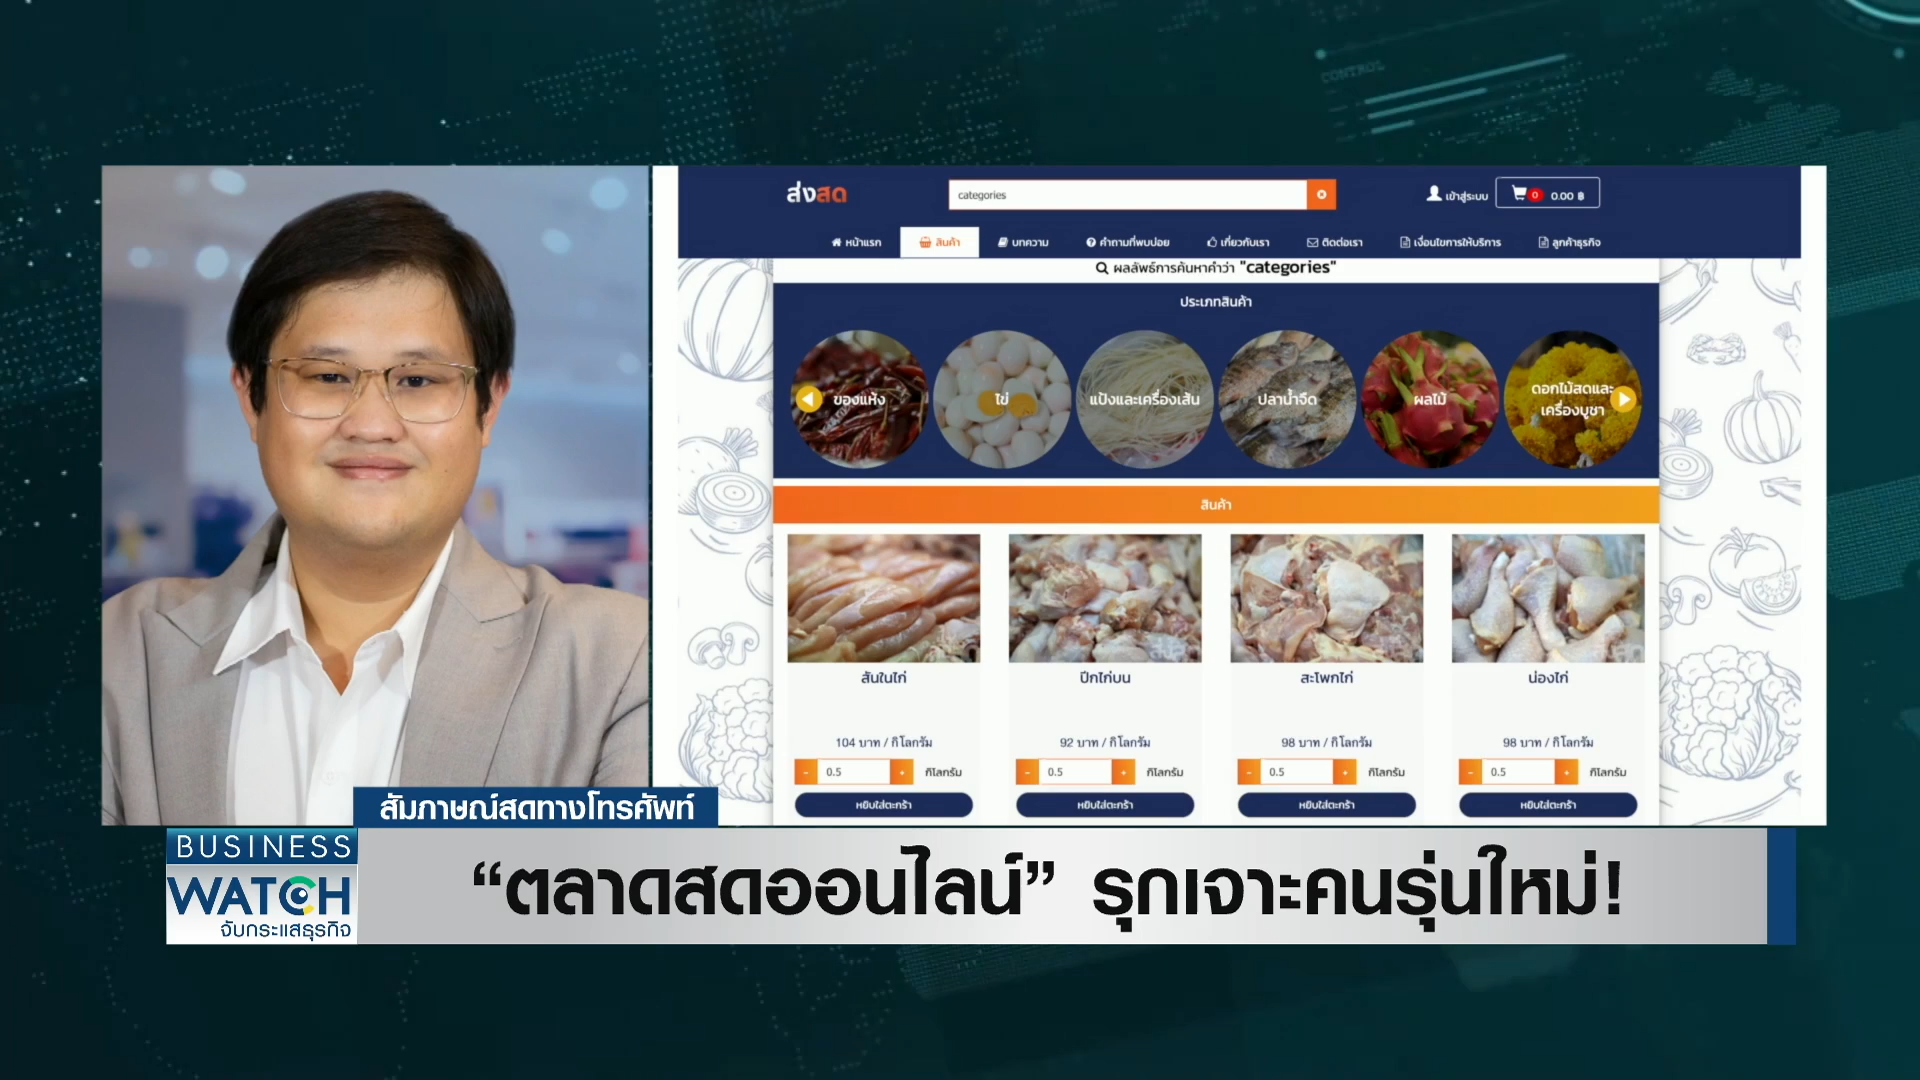 CONTROL
ส่งสด
categories
เข้าสู่ระบบ
0
0.00 ฿
หน้าแรก
สินค้า
บทความ
คำถามที่พบบ่อย
เกี่ยวกับเรา
ติดต่อเรา
เงื่อนไขการให้บริการ
ลูกค้าธุรกิจ
ผลลัพธ์การค้นหาคำว่า "categories"
ประเภทสินค้า
ของแห้ง
ไข่
แป้งและเครื่องเส้น
ปลาน้ำจืด
ผลไม้
ดอกไม้สดและ
เครื่องบูชา
สินค้า
สันในไก่
ปีกไก่บน
สะโพกไก่
น่องไก่
104 บาท / กิโลกรัม
92 บาท / กิโลกรัม
98 บาท / กิโลกรัม
98 บาท / กิโลกรัม
- 0.5 + กิโลกรัม
- 0.5 + กิโลกรัม
- 0.5 + กิโลกรัม
- 0.5 + กิโลกรัม
หยิบใส่ตะกร้า
หยิบใส่ตะกร้า
หยิบใส่ตะกร้า
หยิบใส่ตะกร้า
สัมภาษณ์สดทางโทรศัพท์
BUSINESS
WATCH
จับกระแสธุรกิจ
“ตลาดสดออนไลน์” รุกเจาะคนรุ่นใหม่!